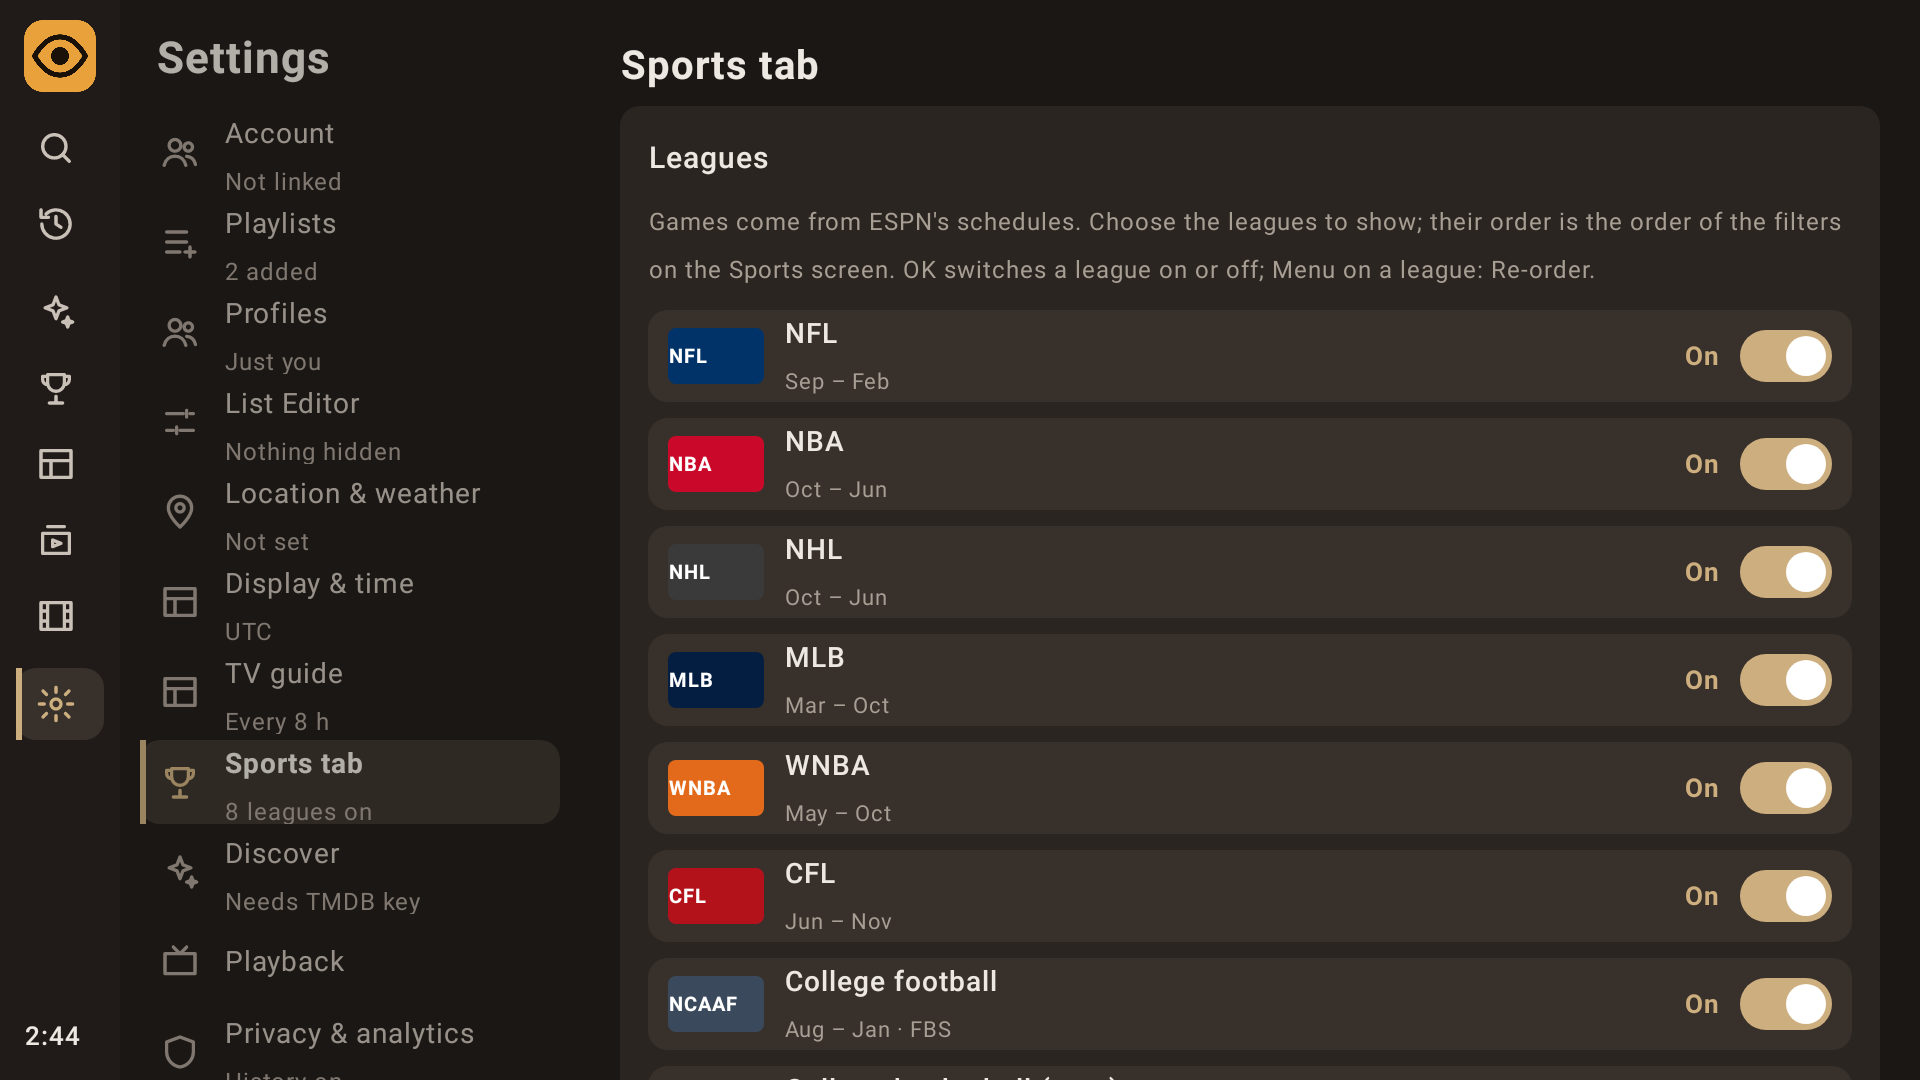 Settings
Account
Not linked
Playlists
2 added
Profiles
Just you
List Editor
Nothing hidden
Location & weather
Not set
Display & time
UTC
TV guide
Every 8 h
Sports tab
8 leagues on
Discover
Needs TMDB key
Playback
Privacy & analytics
2:44
Sports tab
Leagues
Games come from ESPN's schedules. Choose the leagues to show; their order is the order of the filters
on the Sports screen. OK switches a league on or off; Menu on a league: Re-order.
NFL
NFL
Sep – Feb
On
NBA
NBA
Oct – Jun
On
NHL
NHL
Oct – Jun
On
MLB
MLB
Mar – Oct
On
WNBA
WNBA
May – Oct
On
CFL
CFL
Jun – Nov
On
NCAAF
College football
Aug – Jan · FBS
On